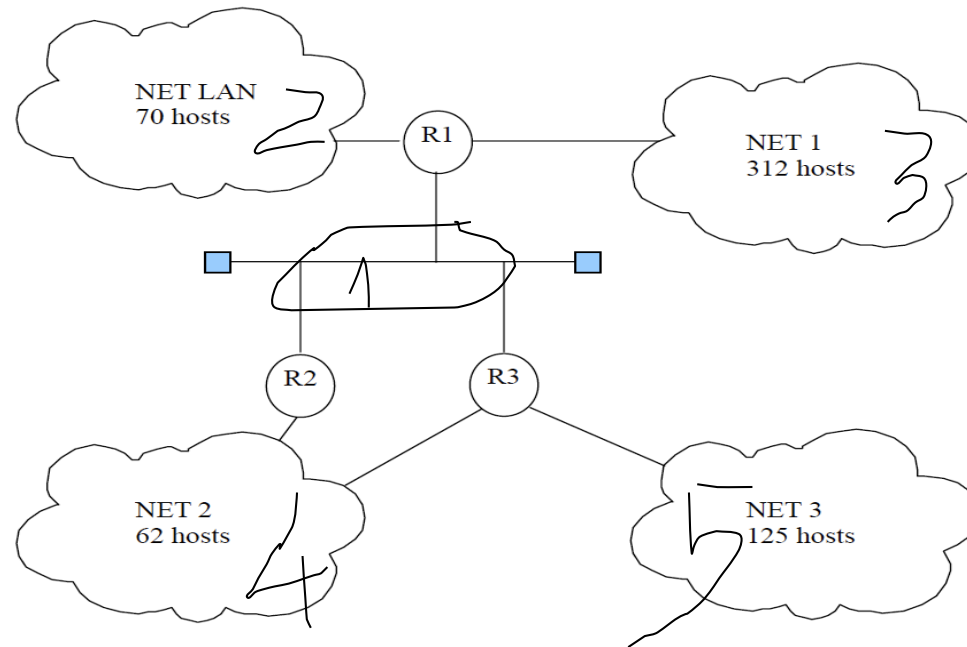 NET LAN
70 hosts
2
R1
NET 1
312 hosts
3
1
R2
R3
NET 2
62 hosts
4
5
NET 3
125 hosts